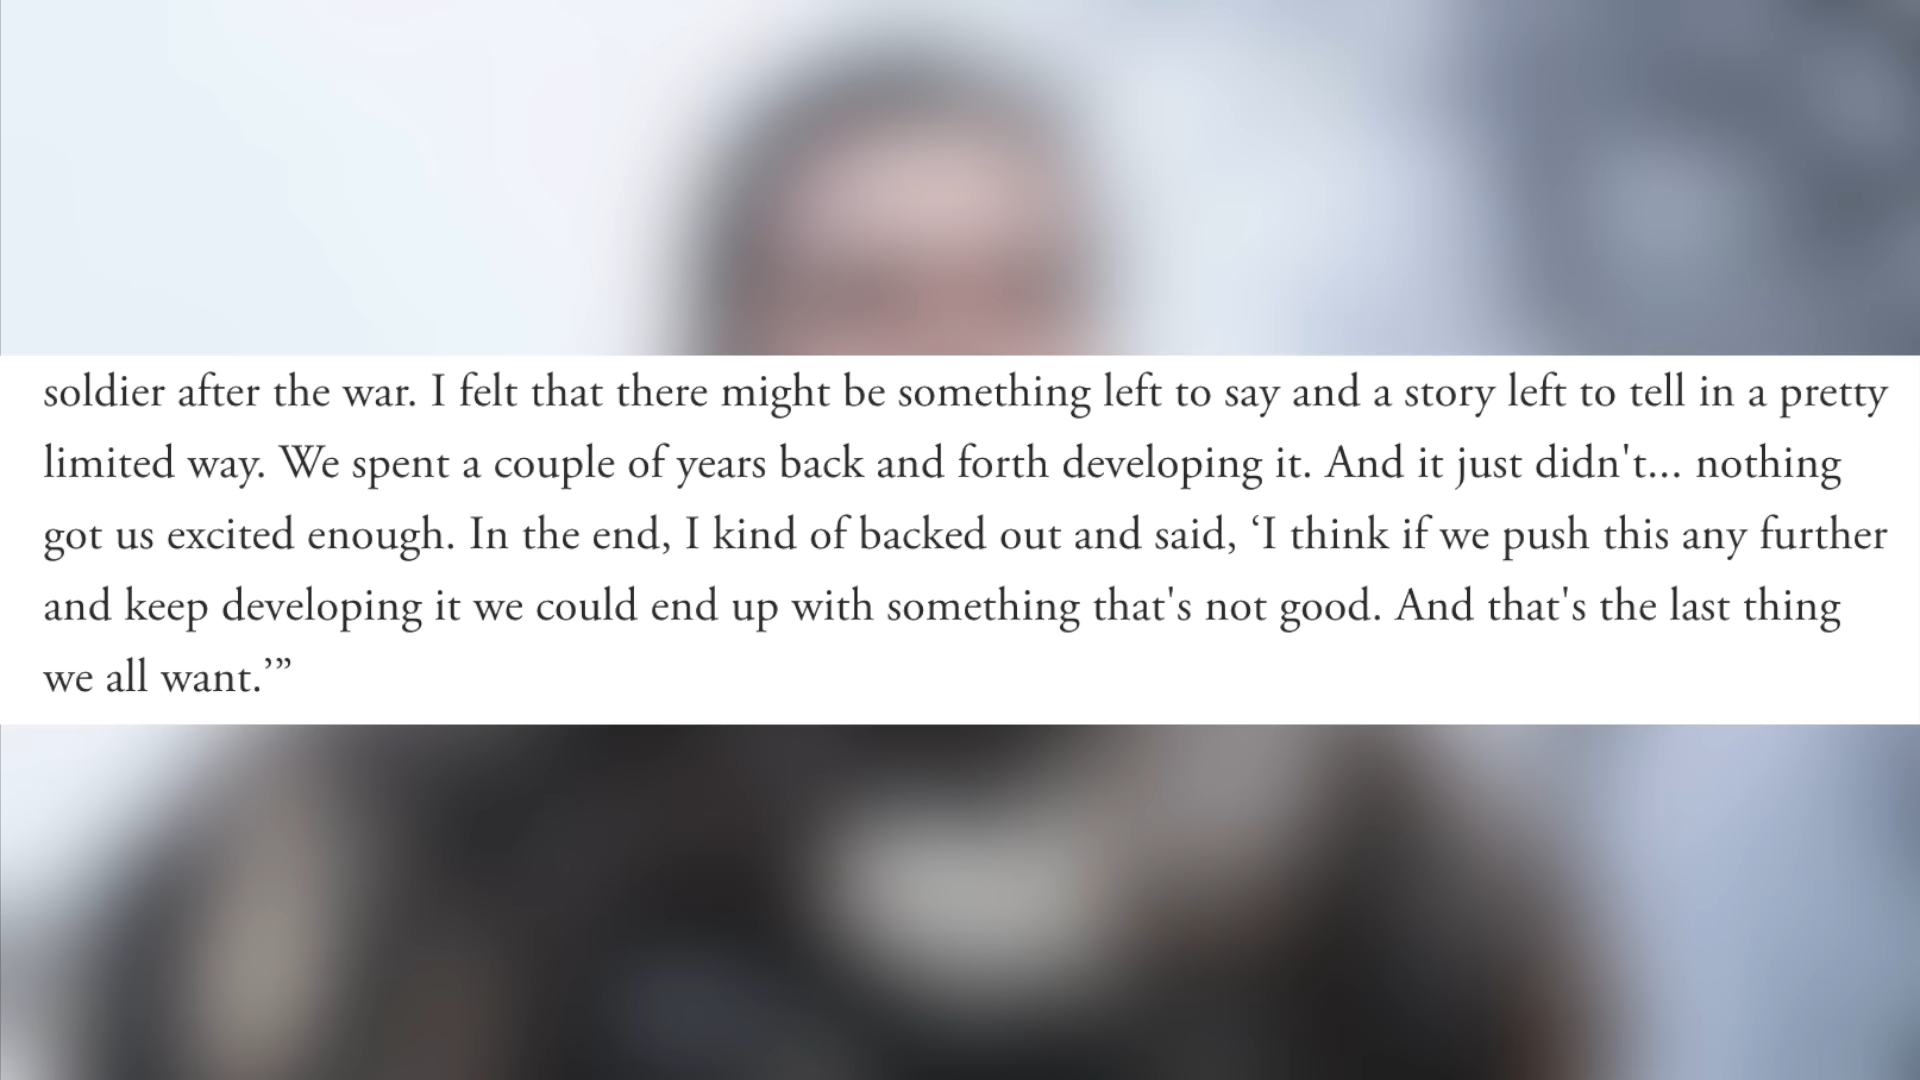 soldier after the war. I felt that there might be something left to say and a story left to tell in a pretty
limited way. We spent a couple of years back and forth developing it. And it just didn't... nothing
got us excited enough. In the end, I kind of backed out and said, ‘I think if we push this any further
and keep developing it we could end up with something that's not good. And that's the last thing
we all want.’”